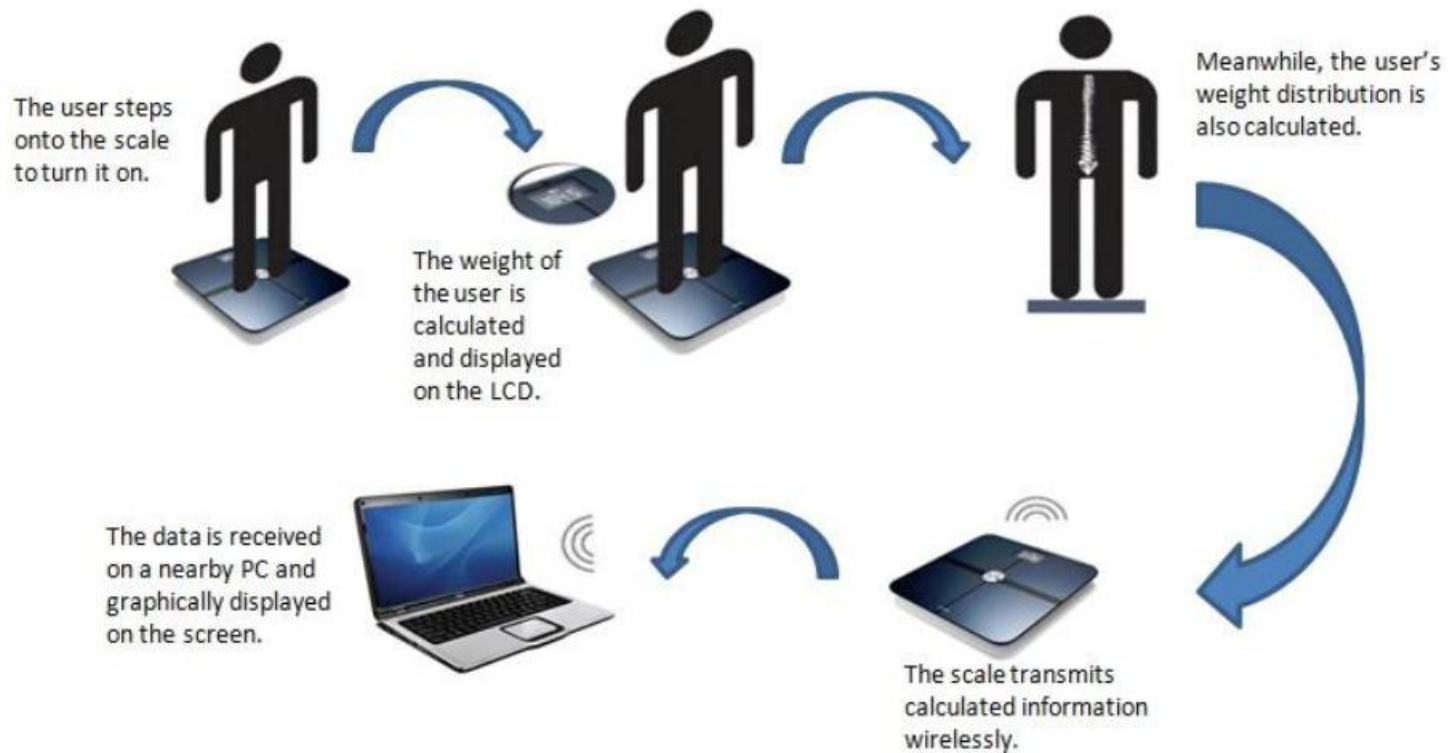 The user steps
onto the scale
to turn it on.
The weight of
the user is
calculated
and displayed
on the LCD.
Meanwhile, the user's
weight distribution is
also calculated.
The scale transmits
calculated information
wirelessly.
The data is received
on a nearby PC and
graphically displayed
on the screen.